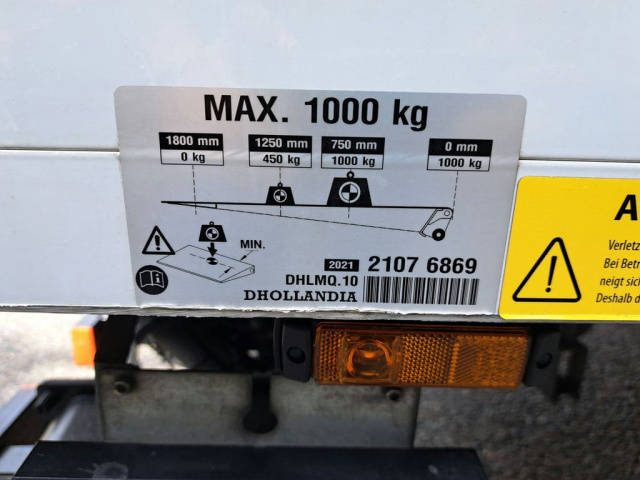 MAX. 1000 kg
1800 mm 1250 mm 750 mm 0 mm
0 kg 450 kg 1000 kg 1000 kg
MIN.
2021 2107 6869
DHLMQ.10
DHOLLANDIA
Verletz
Bei Betr
neigt sich
Deshalb d